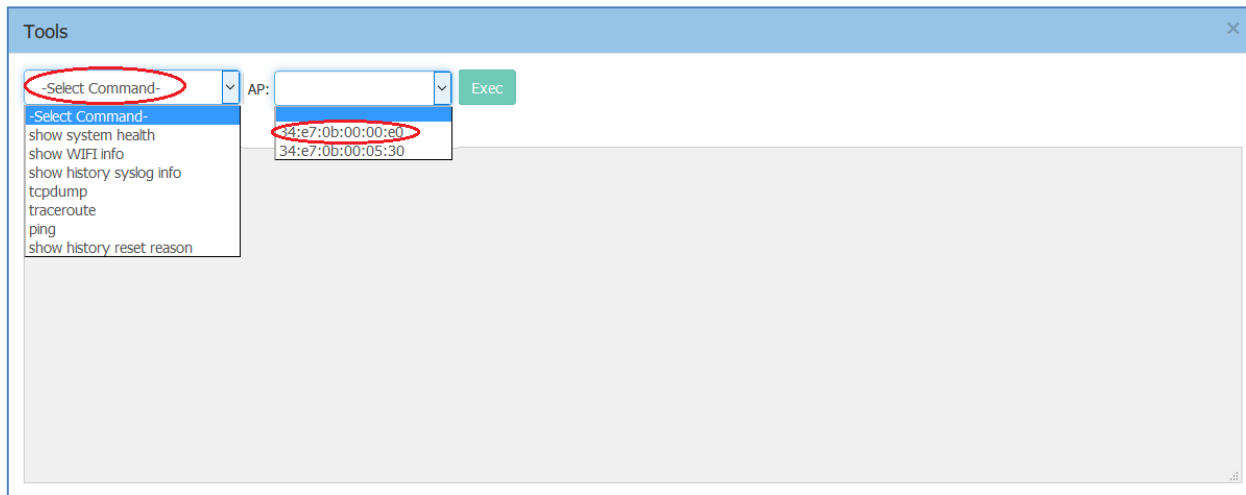 Tools
×
-Select Command- AP: Exec
-Select Command-
show system health
show WIFI info
show history syslog info
tcpdump
traceroute
ping
show history reset reason
34:e7:0b:00:00:e0
34:e7:0b:00:05:30